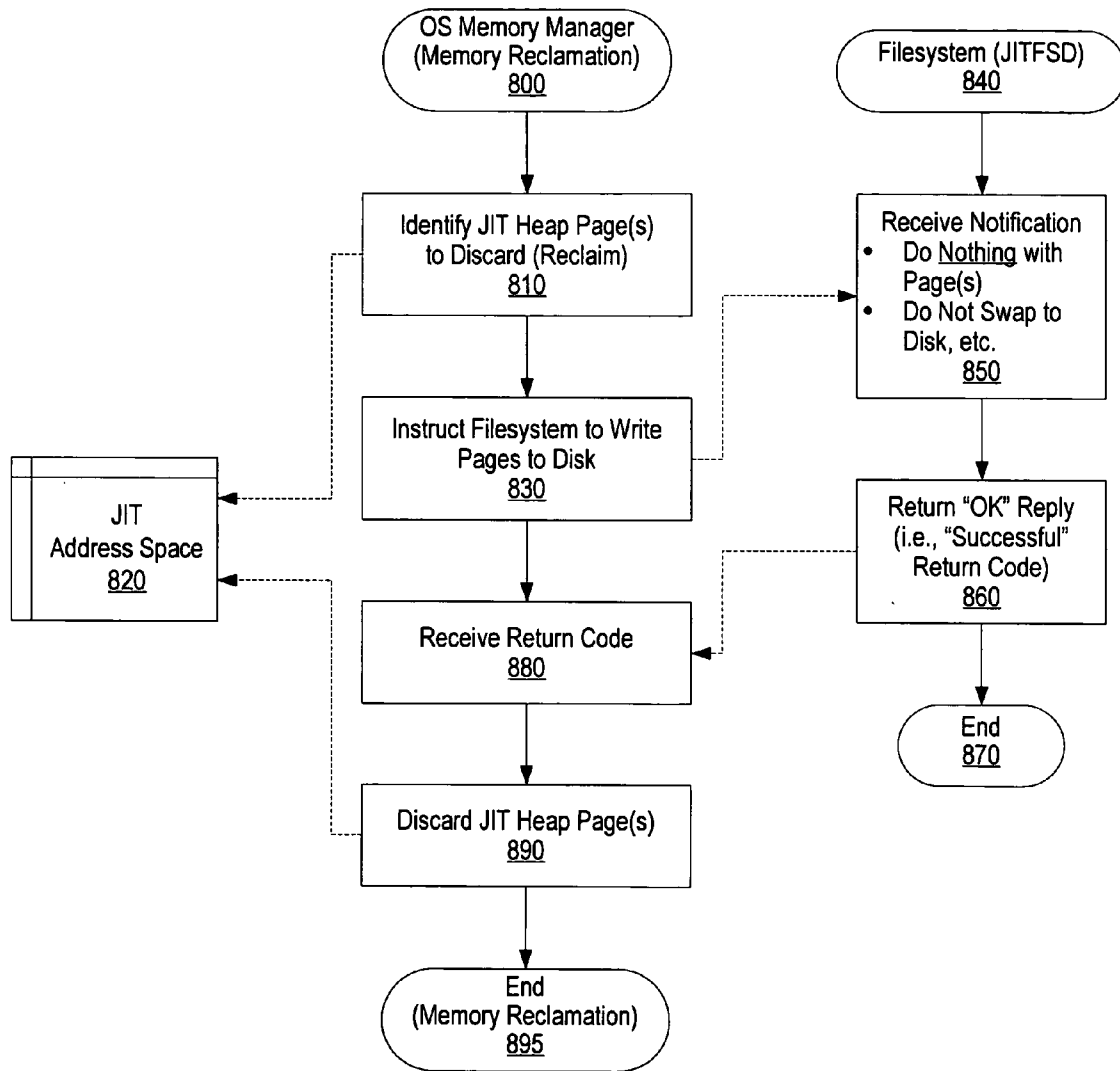 OS Memory Manager
(Memory Reclamation)
800
Filesystem (JITFSD)
840
Identify JIT Heap Page(s)
to Discard (Reclaim)
810
Receive Notification
• Do Nothing with
Page(s)
• Do Not Swap to
Disk, etc.
850
Instruct Filesystem to Write
Pages to Disk
830
JIT
Address Space
820
Return “OK” Reply
(i.e., “Successful”
Return Code)
860
Receive Return Code
880
End
870
Discard JIT Heap Page(s)
890
End
(Memory Reclamation)
895